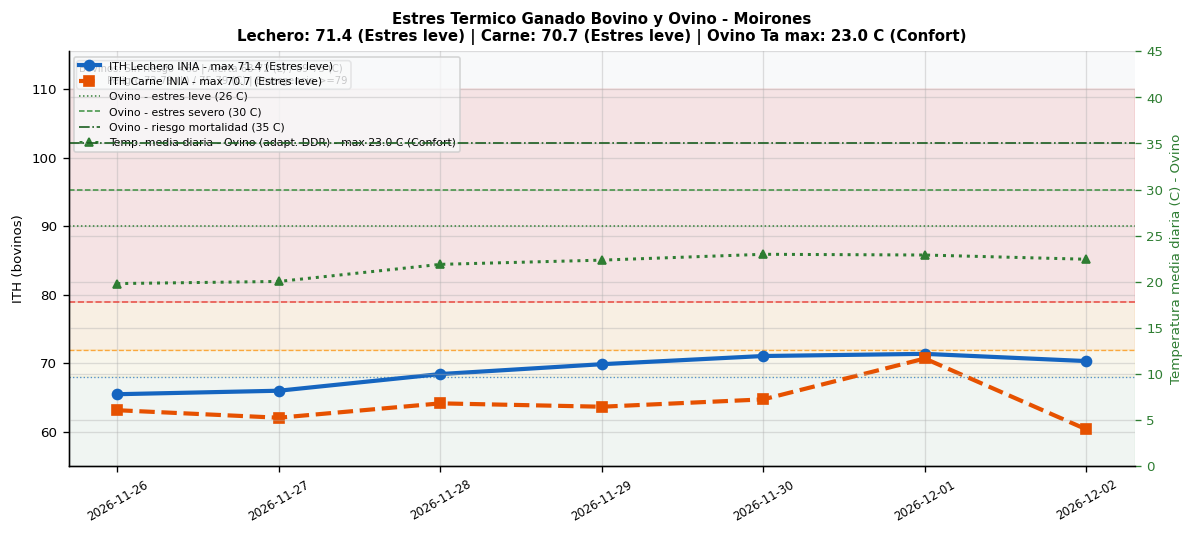 Estres Termico Ganado Bovino y Ovino - Moirones
Lechero: 71.4 (Estres leve) | Carne: 70.7 (Estres leve) | Ovino Ta max: 23.0 C (Confort)
ITH Lechero INIA - max 71.4 (Estres leve)
ITH Carne INIA - max 70.7 (Estres leve)
>=79
Ovino - estres leve (26 C)
Ovino - estres severo (30 C)
Ovino - riesgo mortalidad (35 C)
Temp. media diaria - Ovino (adapt. DDR) - max 23.0 C (Confort)
ITH (bovinos)
110
100
90
80
70
60
45
40
35
30
25
20
15
10
5
0
Temperatura media diaria (C) - Ovino
2026-11-26
2026-11-27
2026-11-28
2026-11-29
2026-11-30
2026-12-01
2026-12-02